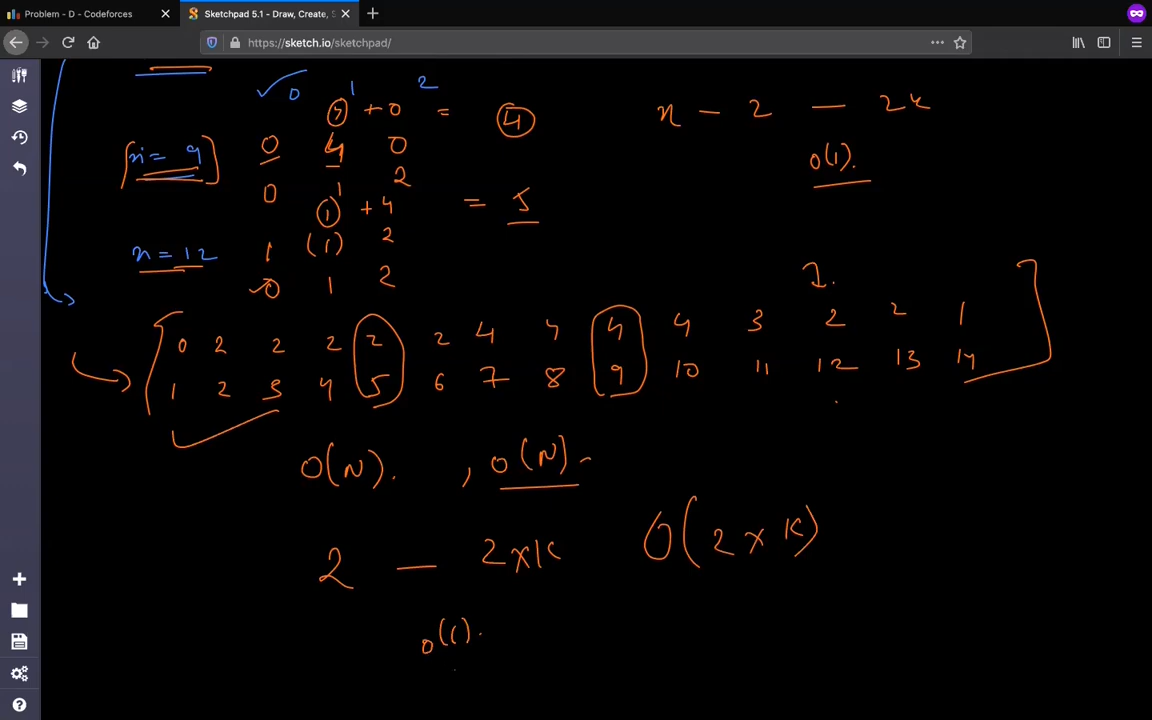 Problem - D - Codeforces
Sketchpad 5.1 - Draw, Create, S
https://sketch.io/sketchpad/
0 1 2
+ 0 = 4
x - 2 — 2k
n = 9 0 4 0
O(1).
0 1 2
1 + 4 = 5
n = 12 1 (1) 2
0 1 2
0 2 2 2 2 2 4 4 4 4 3 2 2 1
1 2 3 4 5 6 7 8 9 10 11 12 13 14
O(N). , O(N)
2 — 2xK O(2xK)
O(1).